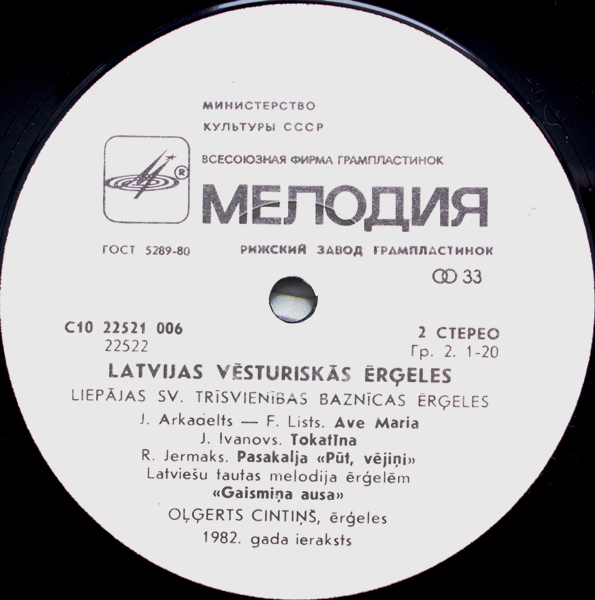 МИНИСТЕРСТВО
КУЛЬТУРЫ СССР
ВСЕСОЮЗНАЯ ФИРМА ГРАМПЛАСТИНОК
®
МЕЛОДИЯ
ГОСТ 5289-80 РИЖСКИЙ ЗАВОД ГРАМПЛАСТИНОК
33
С10 22521 006 2 СТЕРЕО
22522 Гр. 2. 1-20
LATVIJAS VĒSTURISKĀS ĒRĢELES
LIEPĀJAS SV. TRĪSVIENĪBAS BAZNĪCAS ĒRĢELES
J. Arkadelts — F. Lists. Ave Maria
J. Ivanovs. Tokatīna
R. Jermaks. Pasakalja «Pūt, vējiņi»
Latviešu tautas melodija ērģelēm
«Gaismiņa ausa»
OĻĢERTS CINTIŅŠ, ērģeles
1982. gada ieraksts